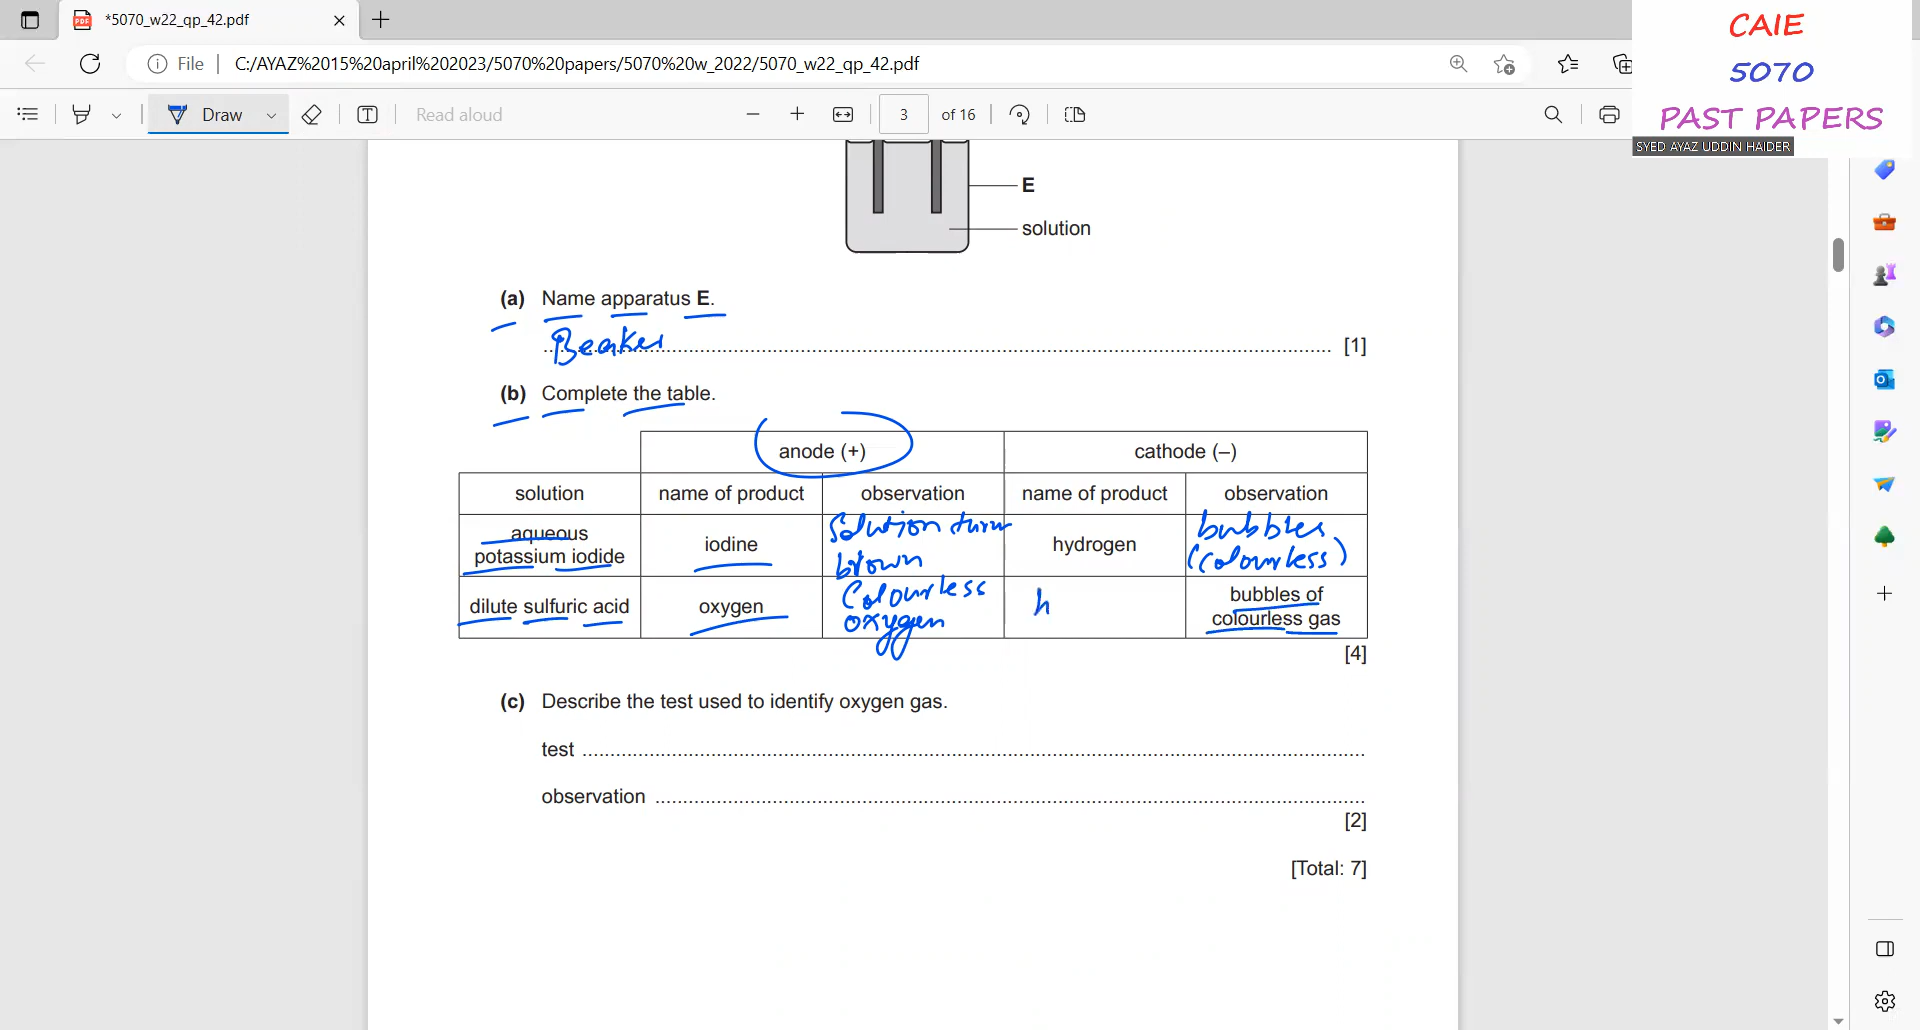 *5070_w22_qp_42.pdf
CAIE
5070
PAST PAPERS
SYED AYAZ UDDIN HAIDER
File C:/AYAZ%2015%20april%202023/5070%20papers/5070%20w_2022/5070_w22_qp_42.pdf
Draw Read aloud 3 of 16
E
solution
(a) Name apparatus E.
Beaker [1]
(b) Complete the table.
anode (+) cathode (–)
solution name of product observation name of product observation
aqueous potassium iodide iodine Solution turn brown hydrogen bubbles (colourless)
dilute sulfuric acid oxygen Colourless oxygen h bubbles of colourless gas
[4]
(c) Describe the test used to identify oxygen gas.
test ..........
observation ..........
[2]
[Total: 7]